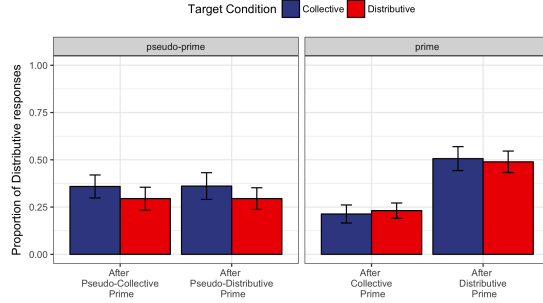 Target Condition Collective Distributive
pseudo-prime prime
Proportion of Distributive responses
1.00
0.75
0.50
0.25
0.00
After
Pseudo-Collective
Prime
After
Pseudo-Distributive
Prime
After
Collective
Prime
After
Distributive
Prime